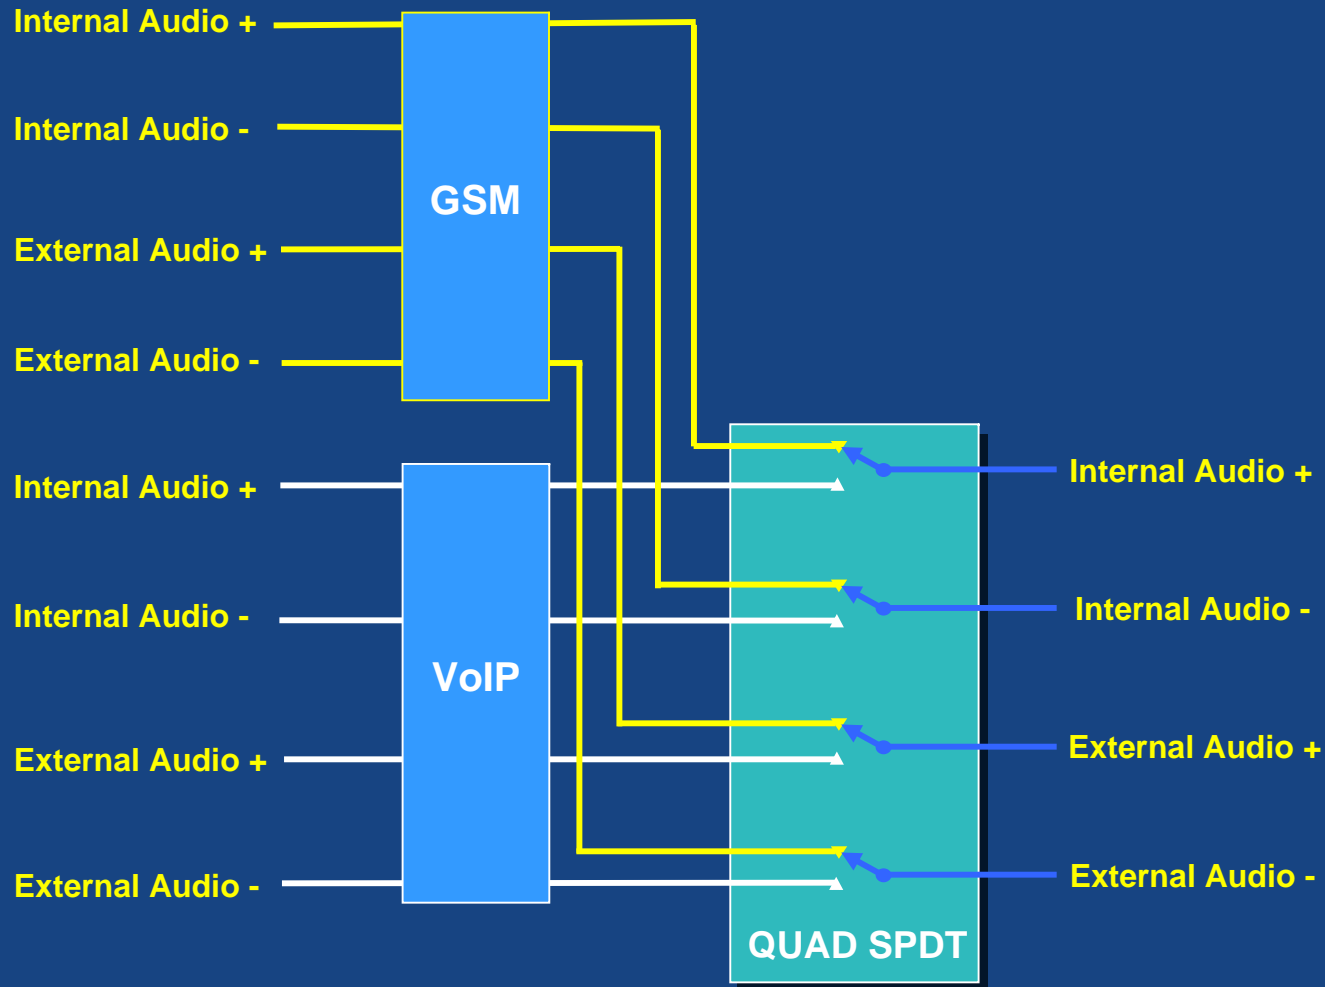 Internal Audio +
Internal Audio -
GSM
External Audio +
External Audio -
Internal Audio +
Internal Audio -
VoIP
External Audio +
External Audio -
Internal Audio +
Internal Audio -
External Audio +
External Audio -
QUAD SPDT